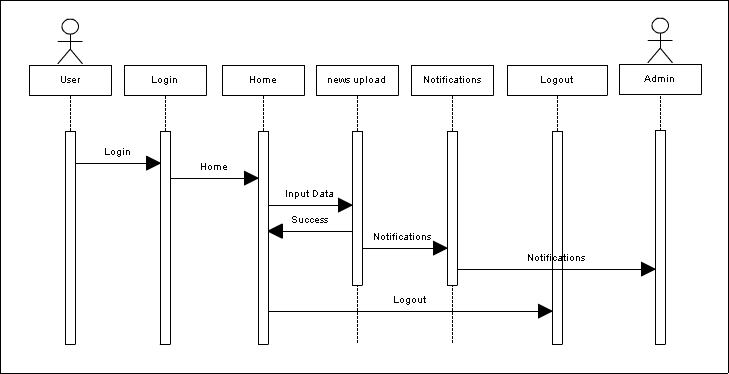 User
Login
Home
news upload
Notifications
Logout
Admin
Login
Home
Input Data
Success
Notifications
Notifications
Logout